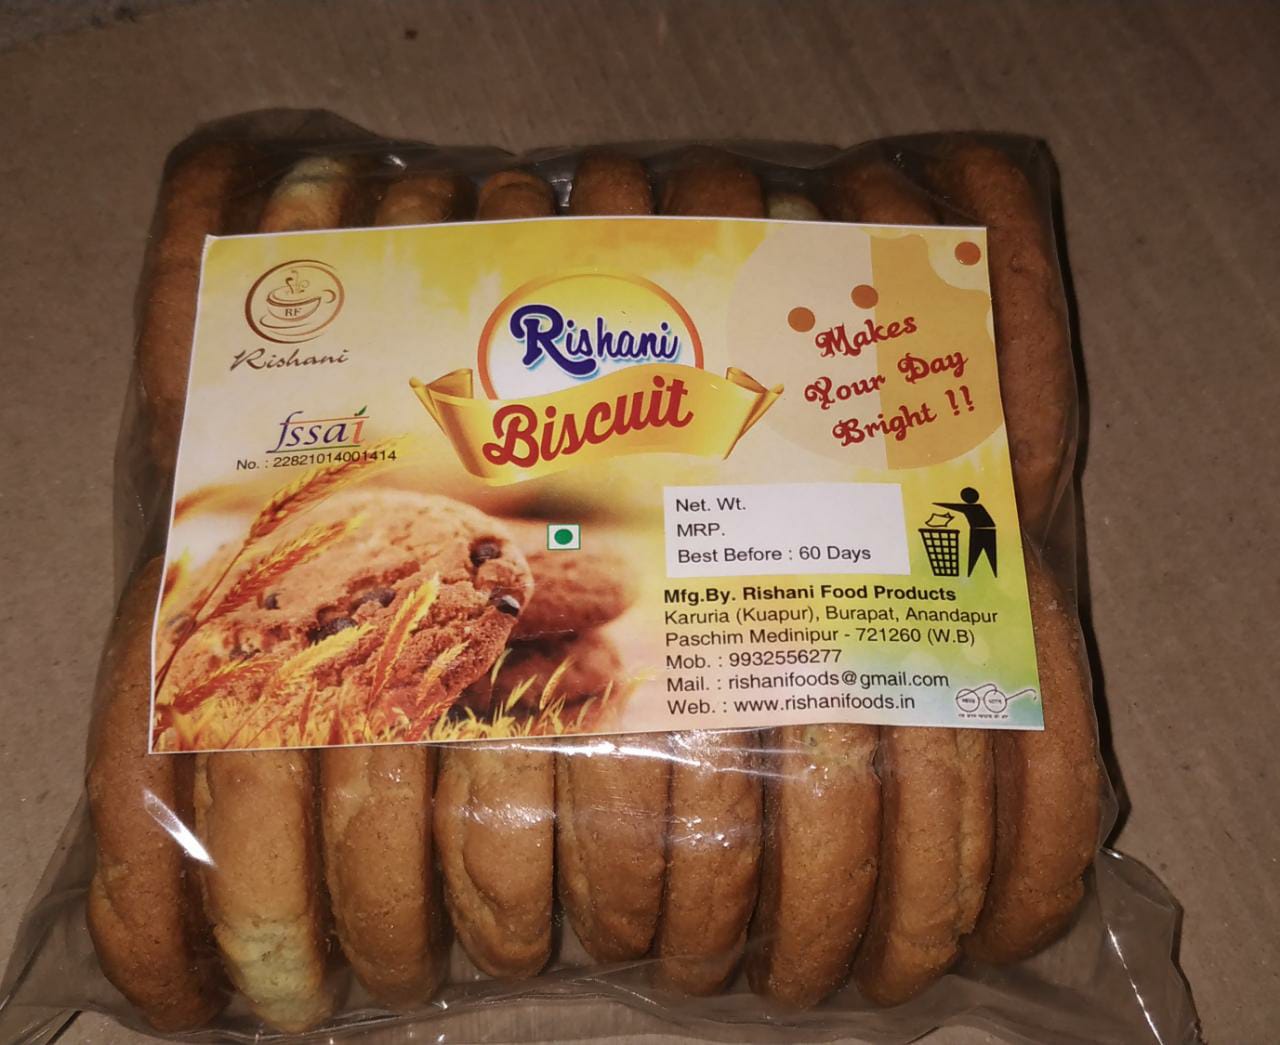 RF
Rishani
fssai
No. : 22821014001414
Rishani
Biscuit
Makes
Your Day
Bright !!
Net. Wt.
MRP.
Best Before : 60 Days
Mfg.By. Rishani Food Products
Karuria (Kuapur), Burapat, Anandapur
Paschim Medinipur - 721260 (W.B)
Mob. : 9932556277
Mail. : rishanifoods@gmail.com
Web. : www.rishanifoods.in